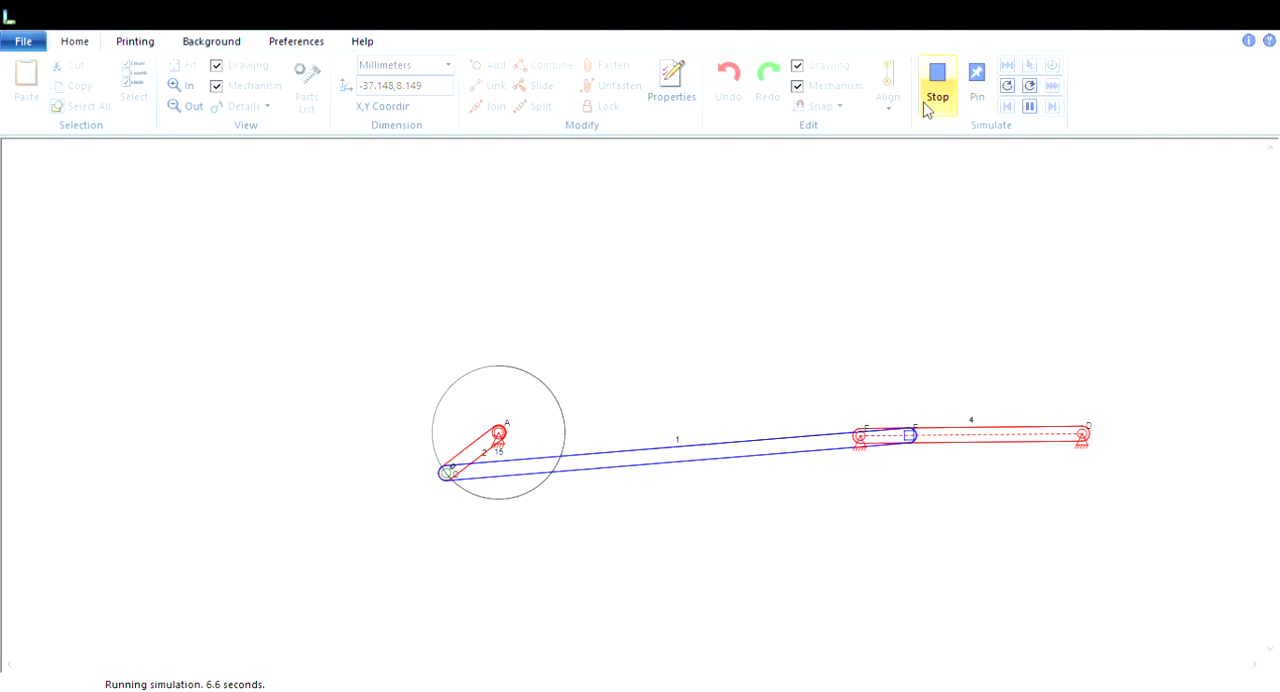 File Home Printing Background Preferences Help
Cut Fit Drawing Millimeters Add Combine Fasten Drawing
Paste Copy Select In Mechanism Parts List -37.148,8.149 Link Slide Unfasten Properties Undo Redo Mechanism Align Stop Pin
Select All Out Details X,Y Coordir Join Split Lock Snap
Selection View Dimension Modify Edit Simulate
A
4
D
1
2
15
Running simulation. 6.6 seconds.